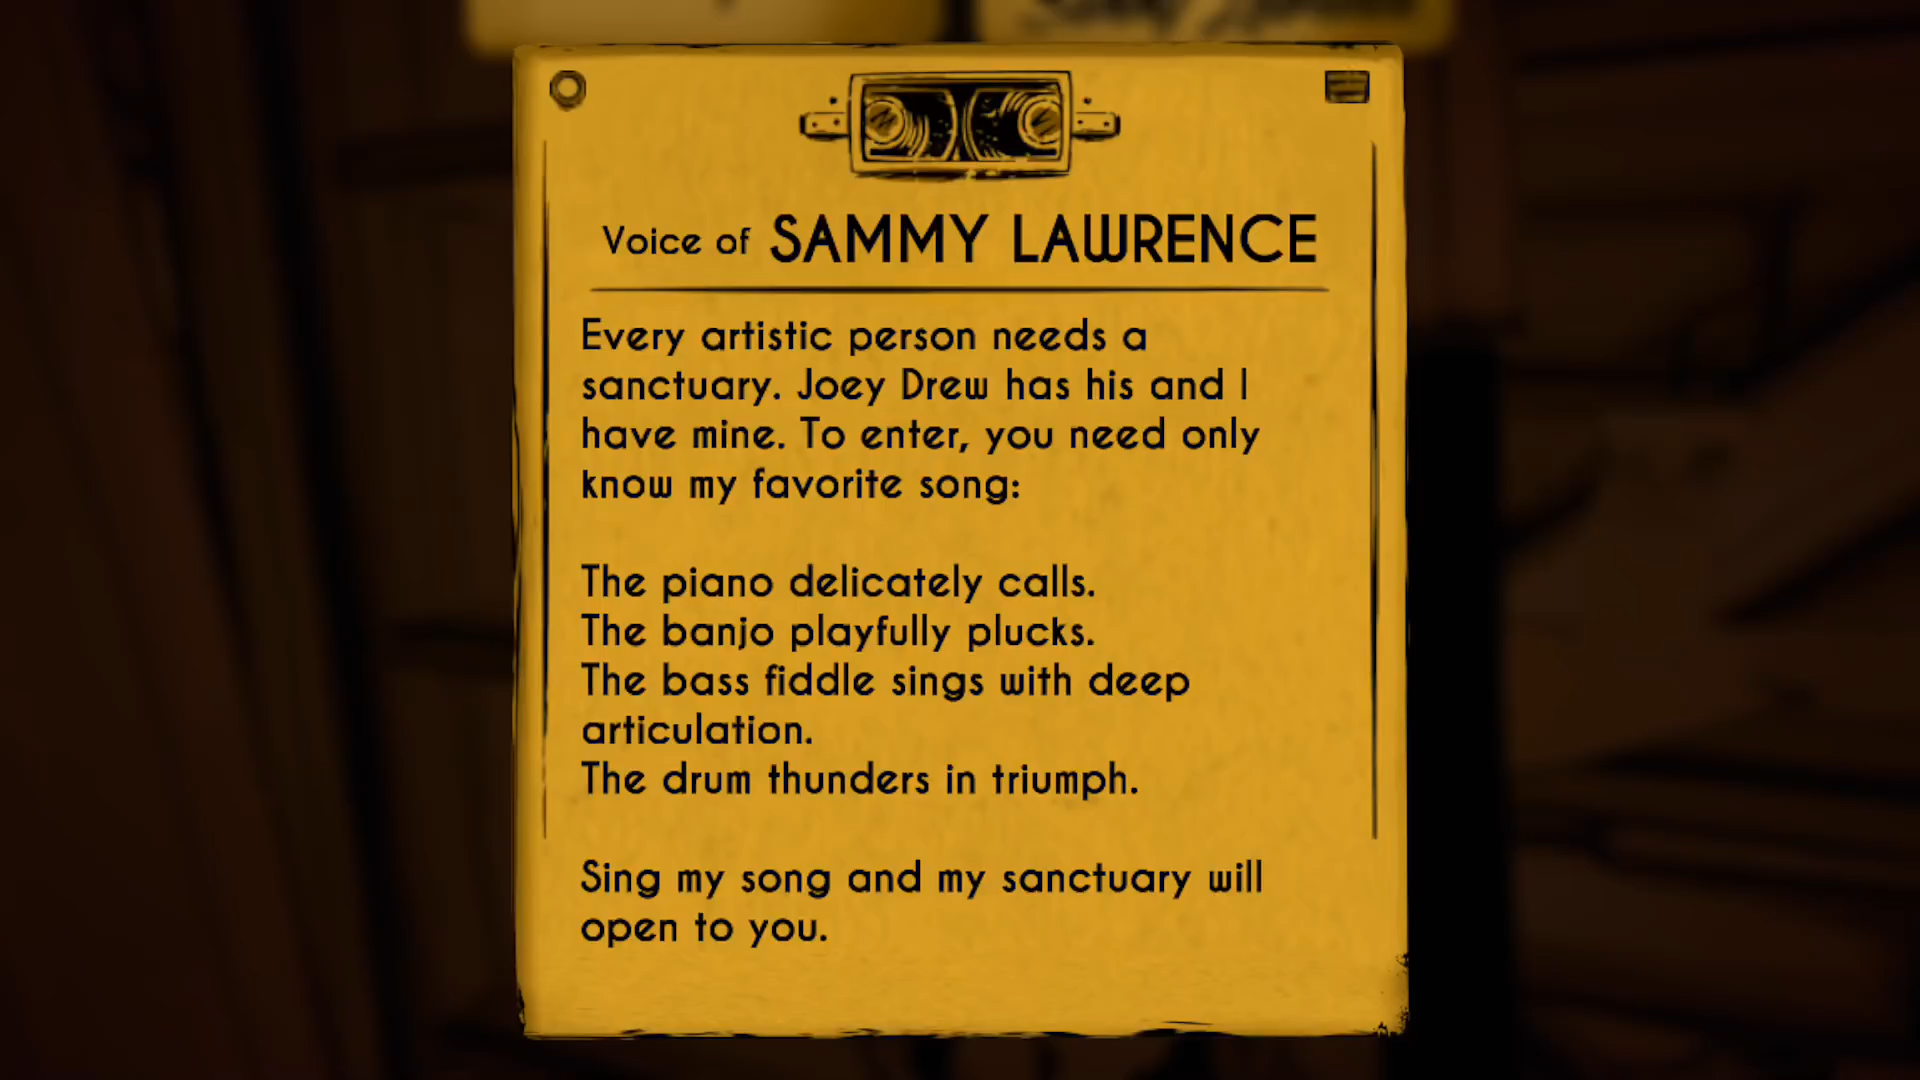 Voice of SAMMY LAWRENCE
Every artistic person needs a
sanctuary. Joey Drew has his and I
have mine. To enter, you need only
know my favorite song:
The piano delicately calls.
The banjo playfully plucks.
The bass fiddle sings with deep
articulation.
The drum thunders in triumph.
Sing my song and my sanctuary will
open to you.